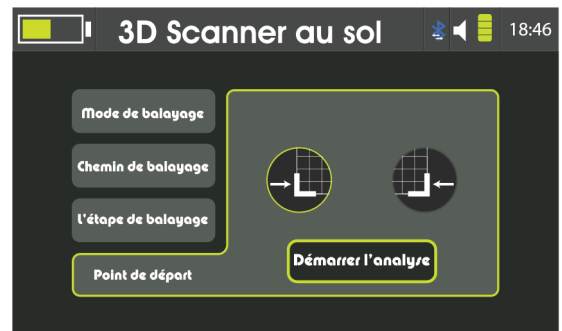 3D Scanner au sol
18:46
Mode de balayage
Chemin de balayage
L'étape de balayage
Point de départ
Démarrer l'analyse